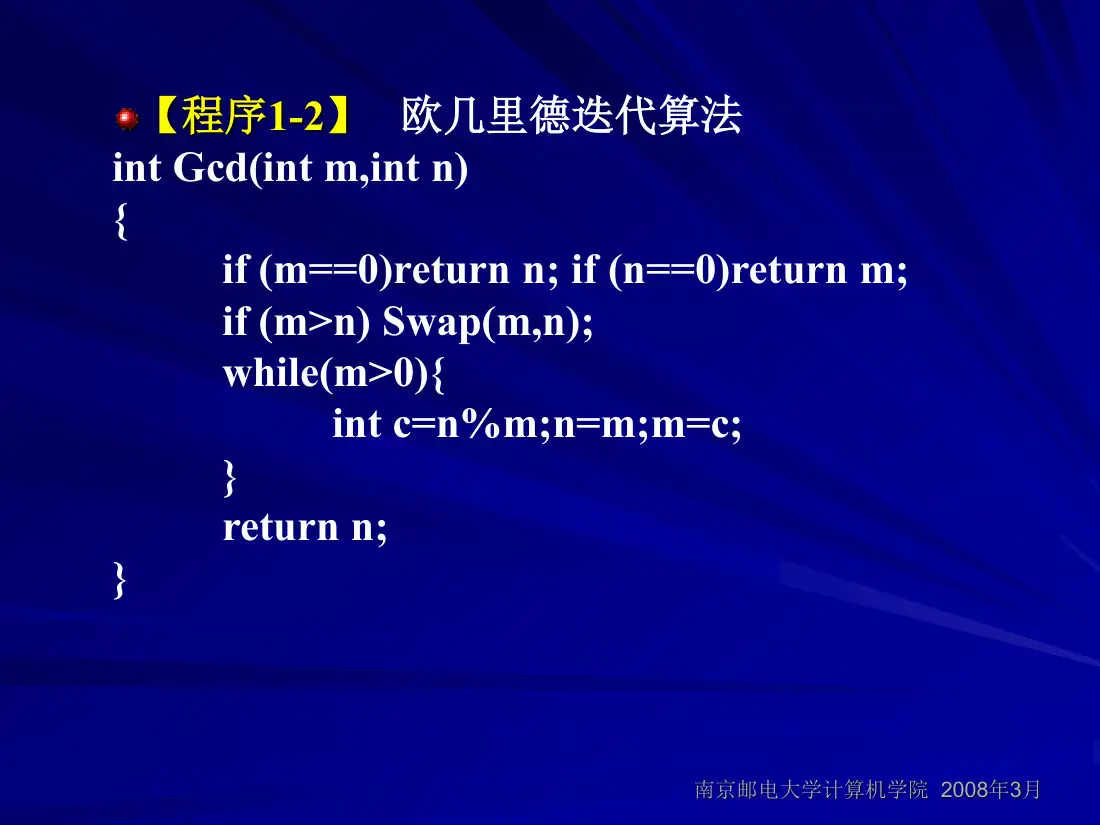 【程序1-2】 欧几里德迭代算法
int Gcd(int m,int n)
{
if (m==0)return n; if (n==0)return m;
if (m>n) Swap(m,n);
while(m>0){
int c=n%m;n=m;m=c;
}
return n;
}
南京邮电大学计算机学院 2008年3月